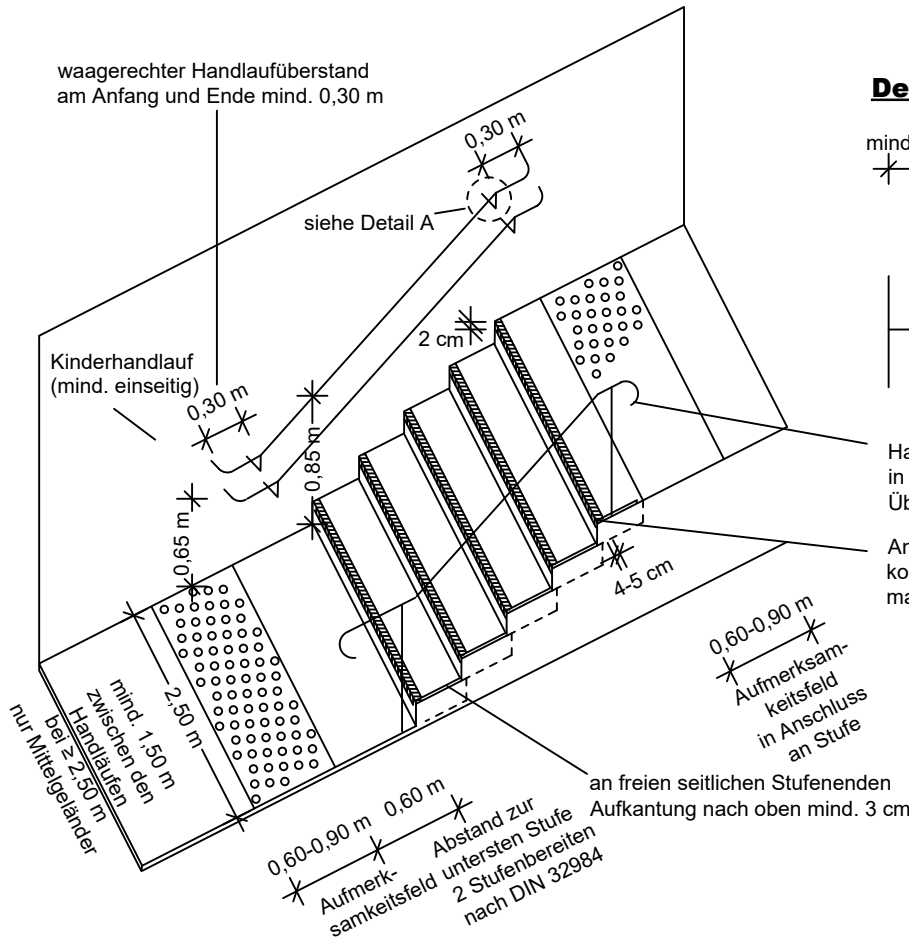 waagerechter Handlaufüberstand
am Anfang und Ende mind. 0,30 m
0,30 m
siehe Detail A
2 cm
Kinderhandlauf
(mind. einseitig)
0,30 m
0,85 m
0,65 m
4-5 cm
2,50 m
mind. 1,50 m
zwischen den
Handläufen
bei ≥ 2,50 m
nur Mittelgeländer
0,60-0,90 m
Aufmerksam-
keitsfeld
in Anschluss
an Stufe
an freien seitlichen Stufenenden
Aufkantung nach oben mind. 3 cm
0,60-0,90 m
0,60 m
Aufmerk-
samkeitsfeld
Abstand zur
untersten Stufe
2 Stufenbereiten
nach DIN 32984
De
mind
Ha
in
Üb
An
ko
ma